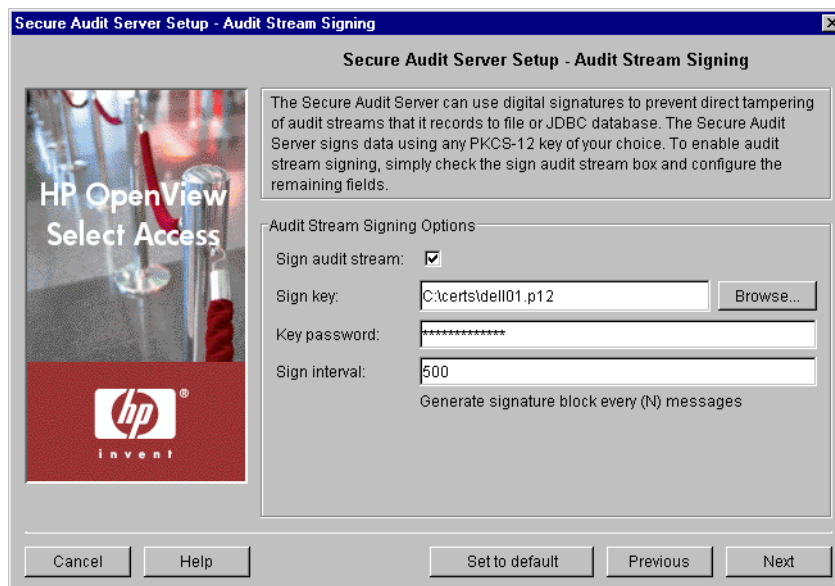 Secure Audit Server Setup - Audit Stream Signing
Secure Audit Server Setup - Audit Stream Signing
HP OpenView
Select Access
hp
®
invent
The Secure Audit Server can use digital signatures to prevent direct tampering
of audit streams that it records to file or JDBC database. The Secure Audit
Server signs data using any PKCS-12 key of your choice. To enable audit
stream signing, simply check the sign audit stream box and configure the
remaining fields.
Audit Stream Signing Options
Sign audit stream:
Sign key: C:\certs\dell01.p12 Browse...
Key password: *************
Sign interval: 500
Generate signature block every (N) messages
Cancel Help Set to default Previous Next